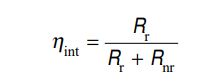 η_int = R_r / (R_r + R_nr)